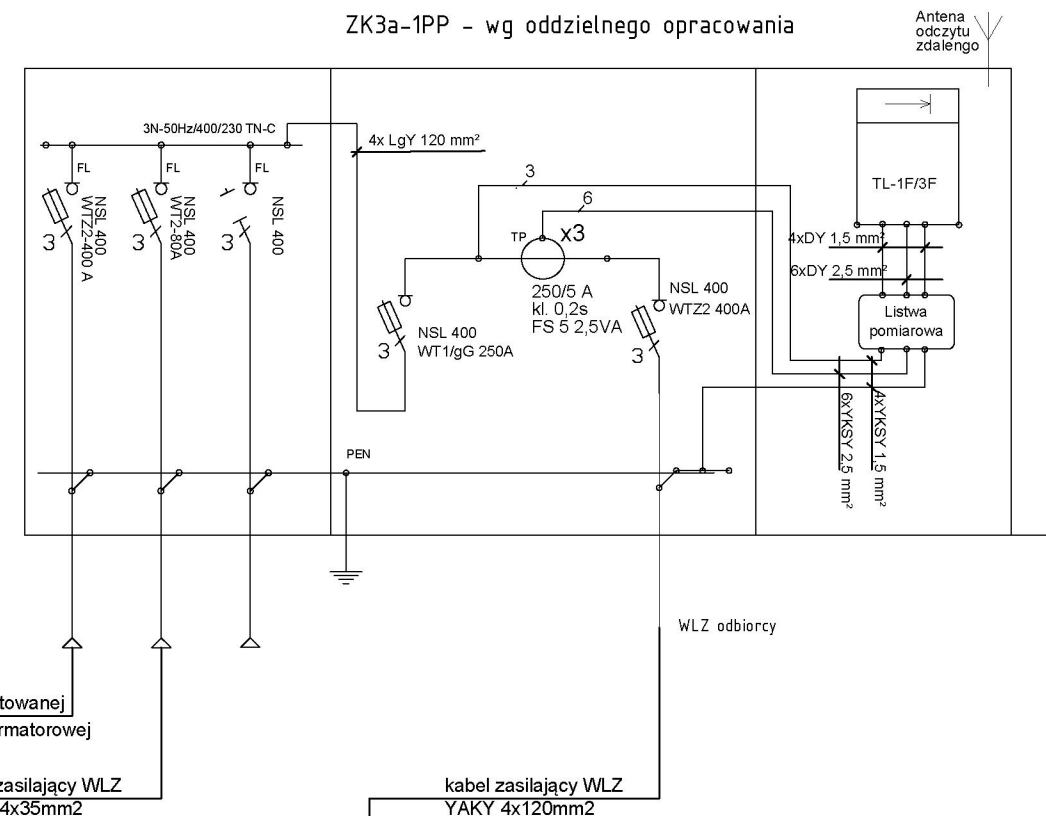 ZK3a-1PP - wg oddzielnego opracowania
Antena
odczytu
zdalengo
3N-50Hz/400/230 TN-C
4x LgY 120 mm²
FL
FL
FL
NSL 400
WTZ2-400 A
3
NSL 400
WT2-80A
3
NSL 400
3
3
6
TP
x3
250/5 A
kl. 0,2s
FS 5 2,5VA
NSL 400
WT1/gG 250A
3
NSL 400
WTZ2 400A
3
TL-1F/3F
4xDY 1,5 mm²
6xDY 2,5 mm²
Listwa
pomiarowa
6xYKSY 2,5 mm²
4xYKSY 1,5 mm²
PEN
WLZ odbiorcy
towanej
rmatorowej
zasilający WLZ
4x35mm2
kabel zasilający WLZ
YAKY 4x120mm2